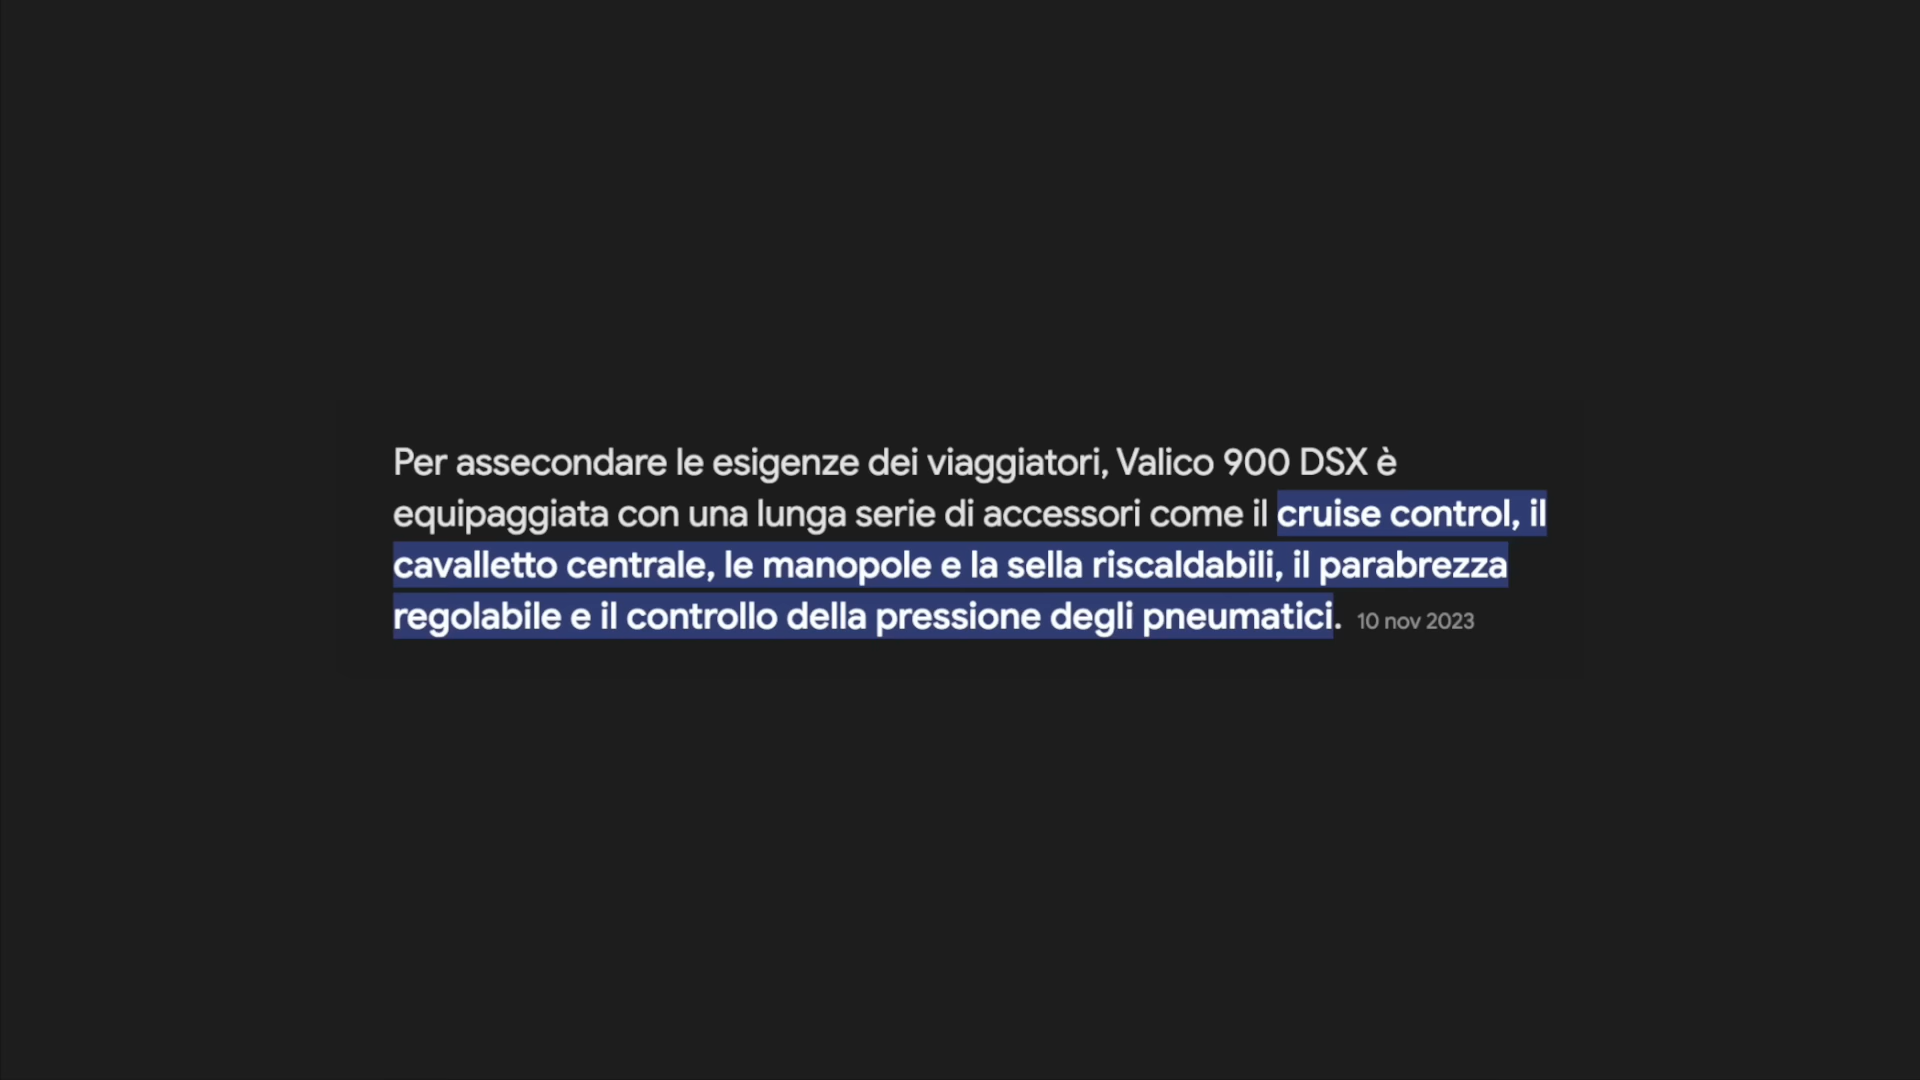 Per assecondare le esigenze dei viaggiatori, Valico 900 DSX è
equipaggiata con una lunga serie di accessori come il cruise control, il
cavalletto centrale, le manopole e la sella riscaldabili, il parabrezza
regolabile e il controllo della pressione degli pneumatici. 10 nov 2023